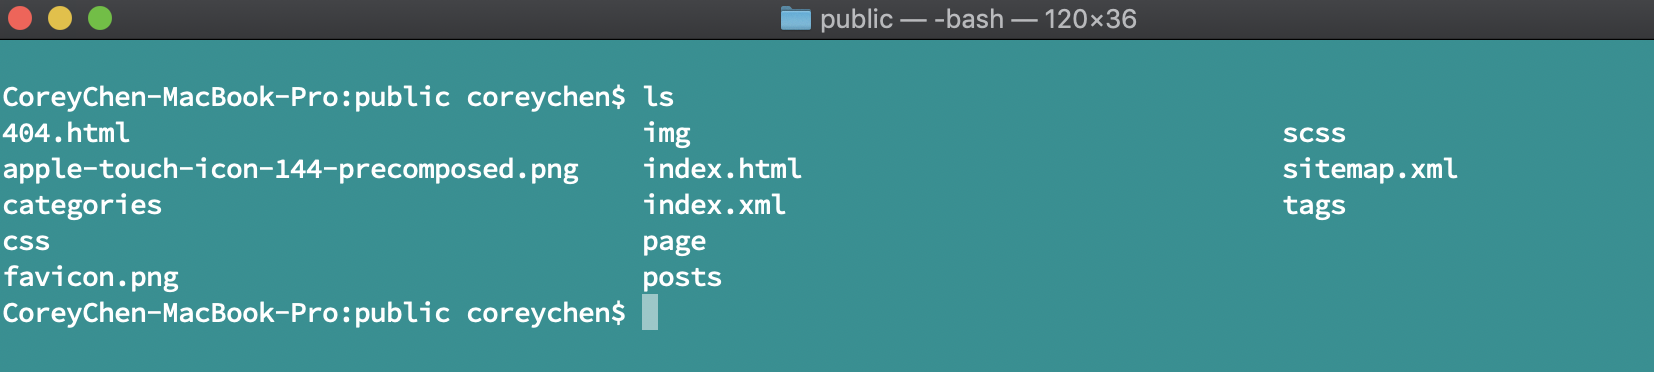 public — -bash — 120×36
CoreyChen-MacBook-Pro:public coreychen$ ls
404.html img scss
apple-touch-icon-144-precomposed.png index.html sitemap.xml
categories index.xml tags
css page
favicon.png posts
CoreyChen-MacBook-Pro:public coreychen$